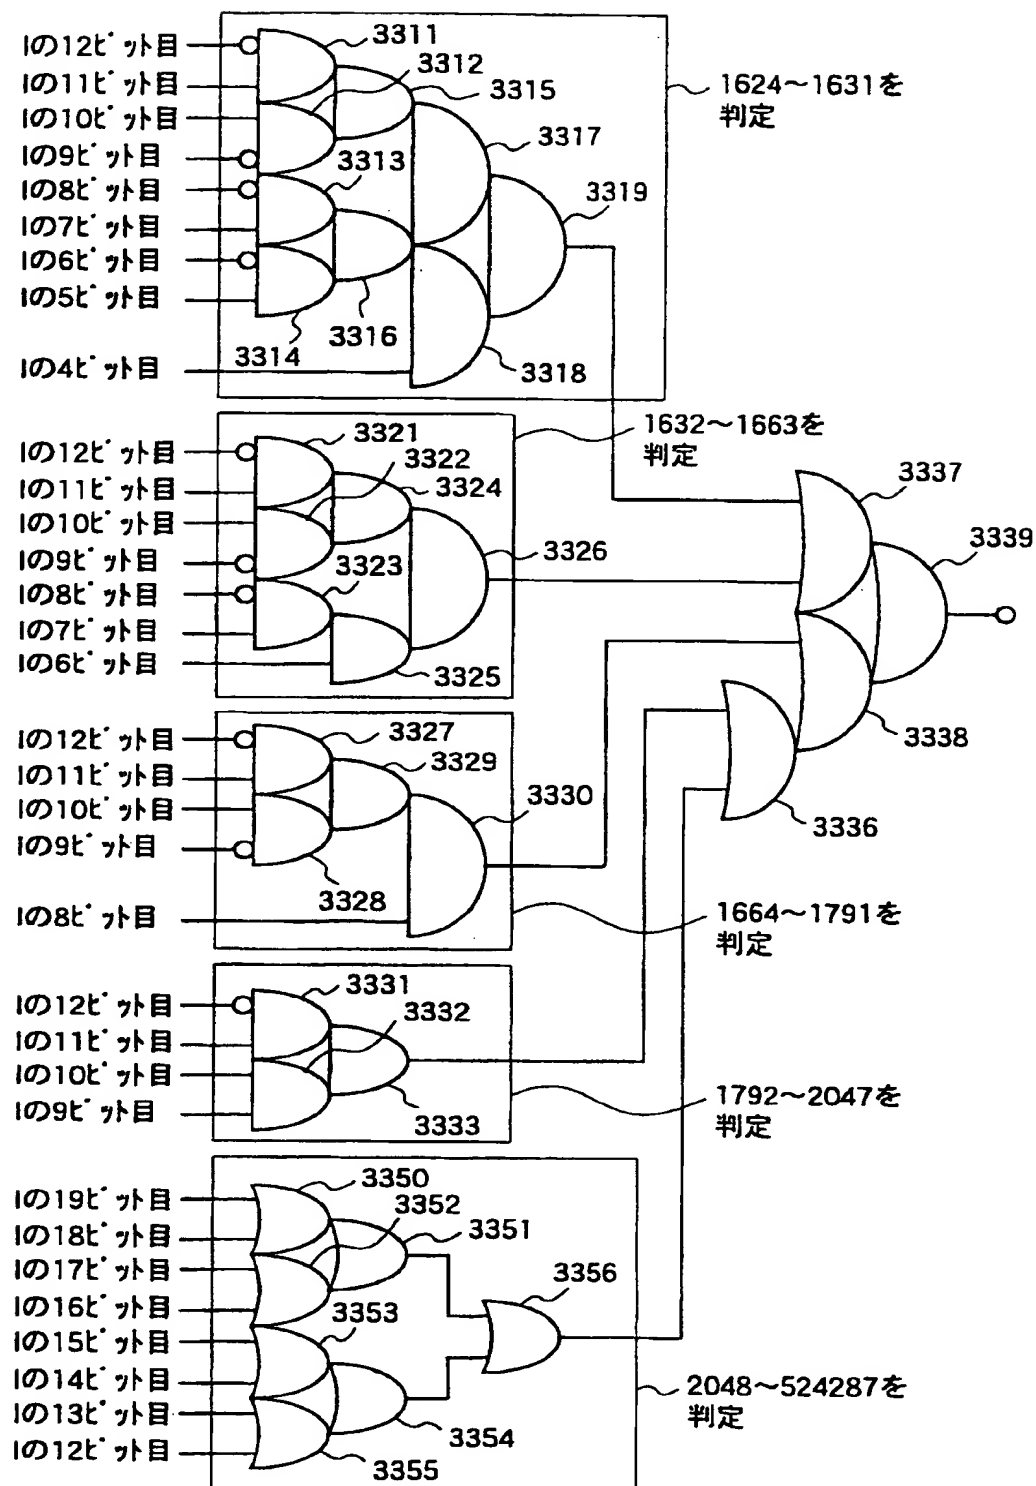 Iの12ビット目
Iの11ビット目
Iの10ビット目
Iの9ビット目
Iの8ビット目
Iの7ビット目
Iの6ビット目
Iの5ビット目
Iの4ビット目
3311
3312
3315
3313
3317
3319
3314
3316
3318
1624~1631を
判定
Iの12ビット目
Iの11ビット目
Iの10ビット目
Iの9ビット目
Iの8ビット目
Iの7ビット目
Iの6ビット目
3321
3322
3324
3323
3326
3325
1632~1663を
判定
3337
3339
3338
3336
Iの12ビット目
Iの11ビット目
Iの10ビット目
Iの9ビット目
Iの8ビット目
3327
3329
3330
3328
1664~1791を
判定
Iの12ビット目
Iの11ビット目
Iの10ビット目
Iの9ビット目
3331
3332
3333
1792~2047を
判定
Iの19ビット目
Iの18ビット目
Iの17ビット目
Iの16ビット目
Iの15ビット目
Iの14ビット目
Iの13ビット目
Iの12ビット目
3350
3352
3351
3353
3356
3354
3355
2048~524287を
判定